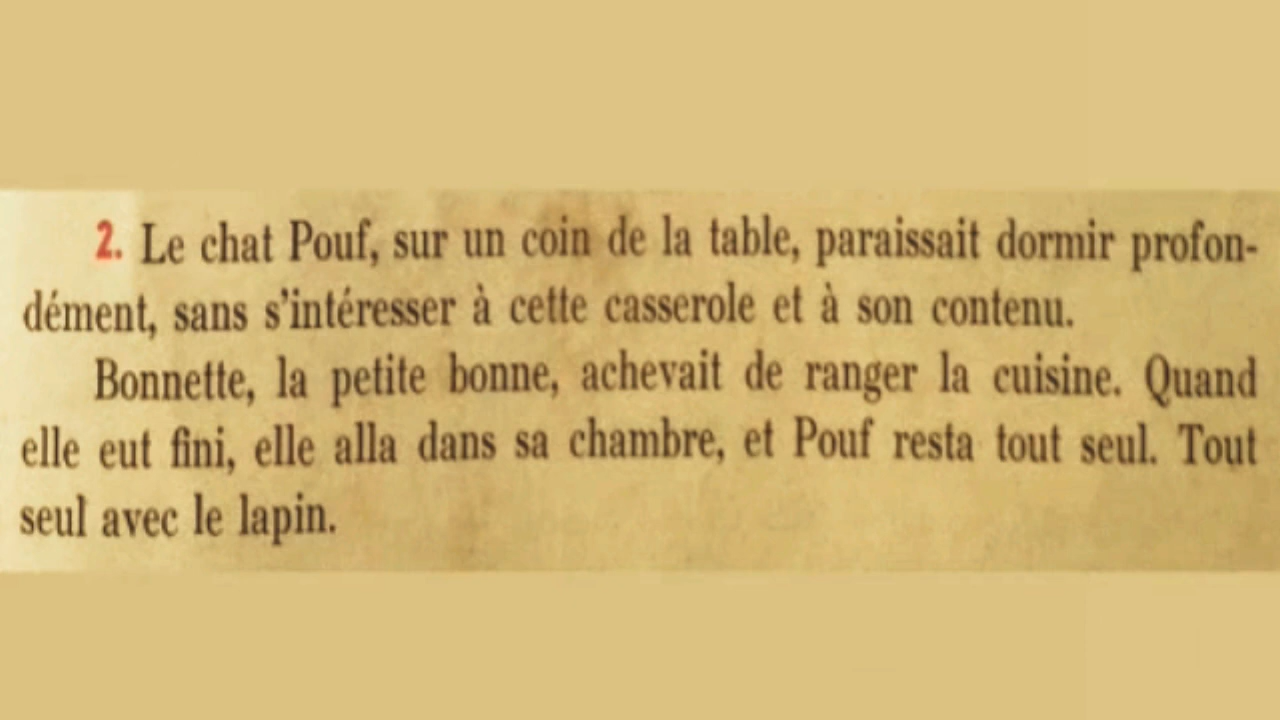 2. Le chat Pouf, sur un coin de la table, paraissait dormir profon-
dément, sans s'intéresser à cette casserole et à son contenu.
Bonnette, la petite bonne, achevait de ranger la cuisine. Quand
elle eut fini, elle alla dans sa chambre, et Pouf resta tout seul. Tout
seul avec le lapin.